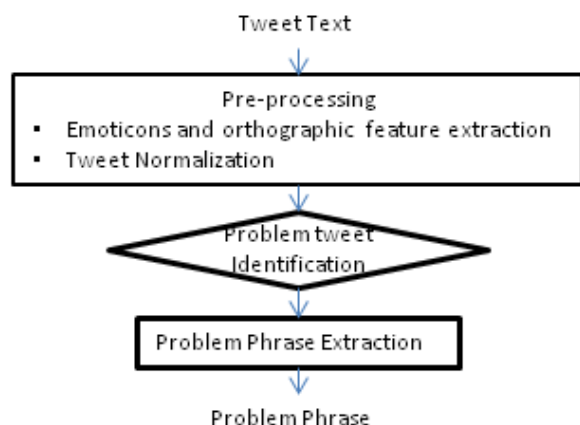 Tweet Text
Pre-processing
▪ Emoticons and orthographic feature extraction
▪ Tweet Normalization
Problem tweet
Identification
Problem Phrase Extraction
Problem Phrase